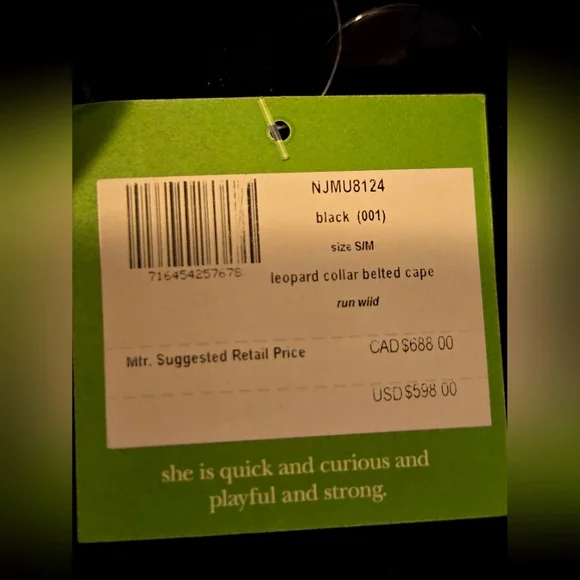 NJMU8124
black (001)
size S/M
716454257678
leopard collar belted cape
run wild
Mfr. Suggested Retail Price CAD$688 00
USD$598 00
she is quick and curious and
playful and strong.